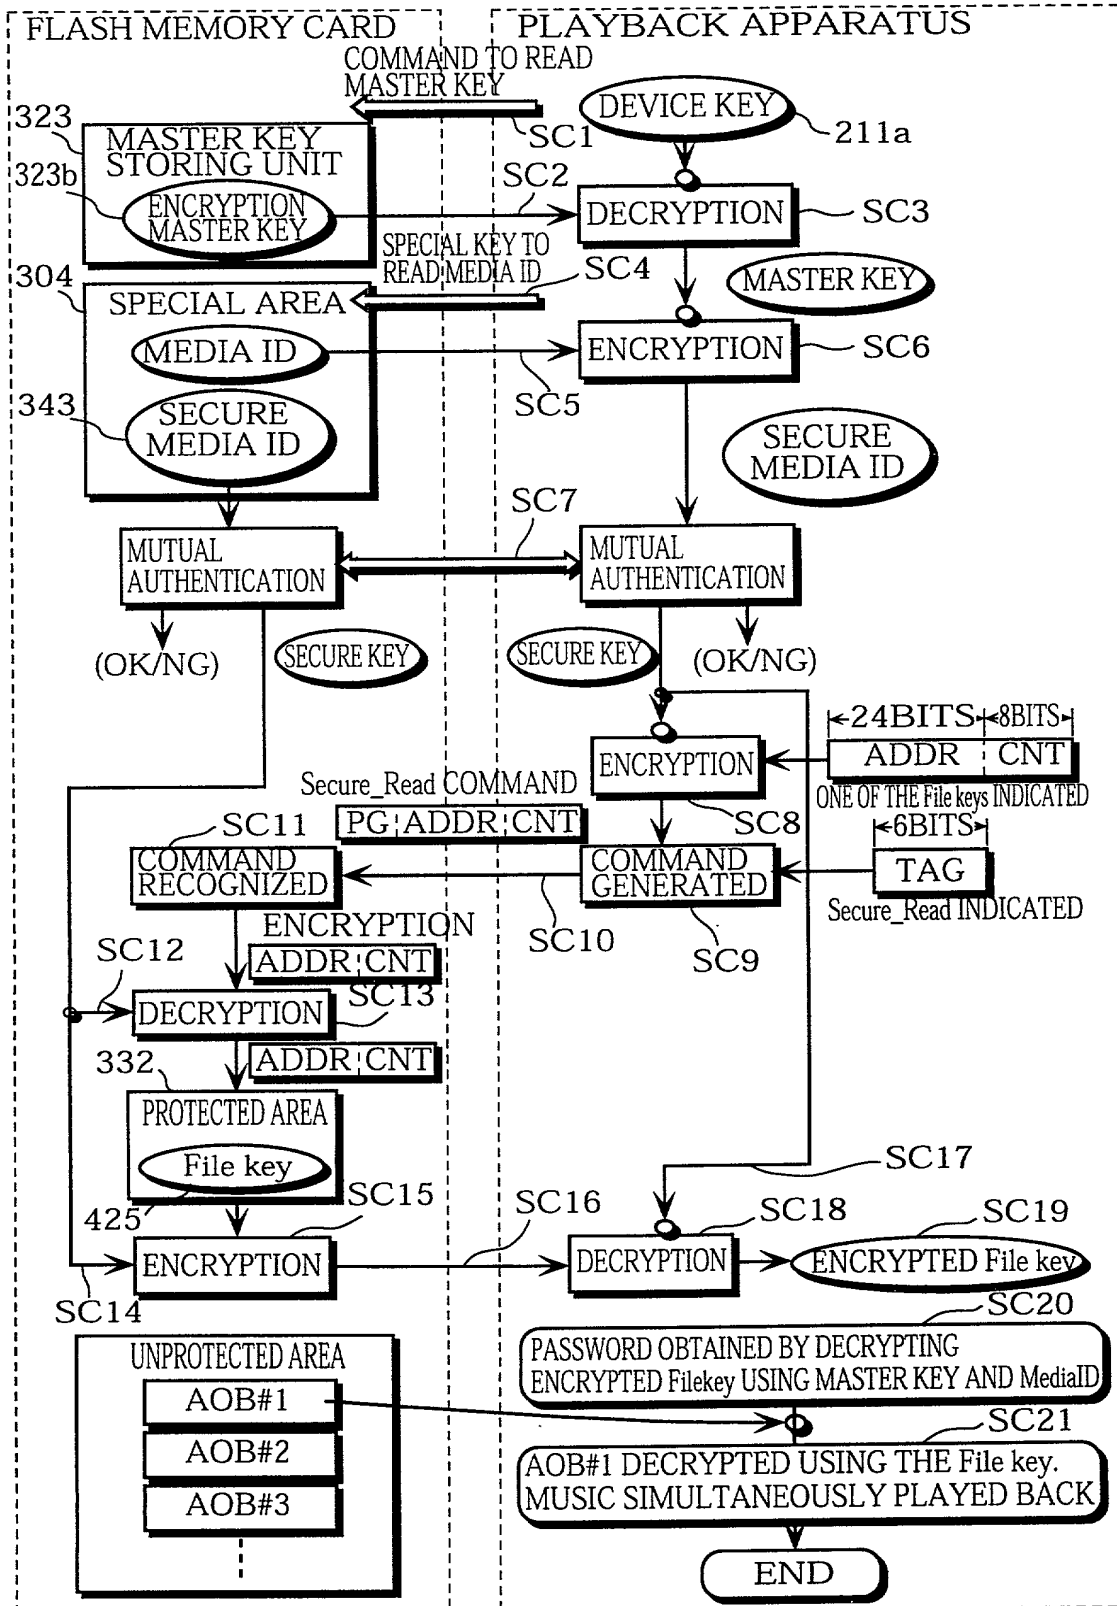 FLASH MEMORY CARD
PLAYBACK APPARATUS
COMMAND TO READ
MASTER KEY
SC1
DEVICE KEY
211a
323
MASTER KEY
STORING UNIT
323b
ENCRYPTION
MASTER KEY
SC2
DECRYPTION
SC3
SPECIAL KEY TO
READ MEDIA ID
SC4
MASTER KEY
304
SPECIAL AREA
MEDIA ID
SC5
ENCRYPTION
SC6
343
SECURE
MEDIA ID
SECURE
MEDIA ID
SC7
MUTUAL
AUTHENTICATION
MUTUAL
AUTHENTICATION
(OK/NG)
SECURE KEY
SECURE KEY
(OK/NG)
24BITS
8BITS
ADDR
CNT
ENCRYPTION
ONE OF THE File keys INDICATED
SC8
Secure_Read COMMAND
PG ADDR CNT
6BITS
SC11
COMMAND
RECOGNIZED
COMMAND
GENERATED
TAG
Secure_Read INDICATED
SC10
SC9
ENCRYPTION
ADDR CNT
SC12
SC13
DECRYPTION
332
ADDR CNT
PROTECTED AREA
File key
425
SC15
SC16
SC17
SC18
SC19
ENCRYPTION
DECRYPTION
ENCRYPTED File key
SC14
SC20
UNPROTECTED AREA
PASSWORD OBTAINED BY DECRYPTING
ENCRYPTED Filekey USING MASTER KEY AND MediaID
AOB#1
SC21
AOB#2
AOB#1 DECRYPTED USING THE File key.
MUSIC SIMULTANEOUSLY PLAYED BACK
AOB#3
END